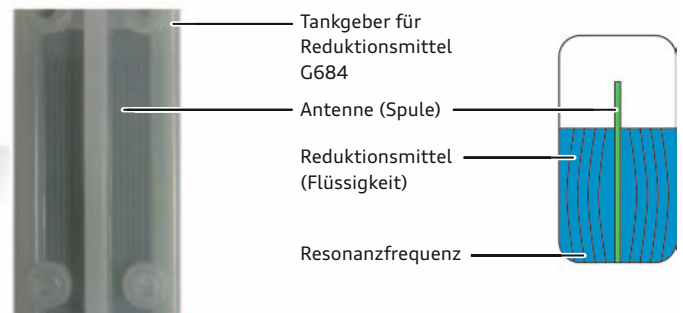 Tankgeber für
Reduktionsmittel
G684
Antenne (Spule)
Reduktionsmittel
(Flüssigkeit)
Resonanzfrequenz